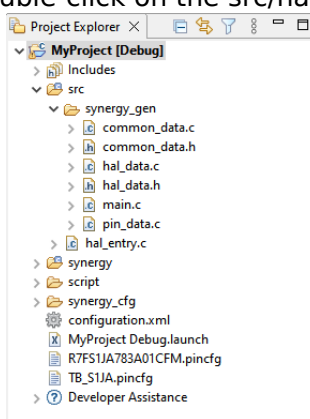 double click on the src/ha
Project Explorer
MyProject [Debug]
Includes
src
synergy_gen
common_data.c
common_data.h
hal_data.c
hal_data.h
main.c
pin_data.c
hal_entry.c
synergy
script
synergy_cfg
configuration.xml
MyProject Debug.launch
R7FS1JA783A01CFM.pincfg
TB_S1JA.pincfg
Developer Assistance